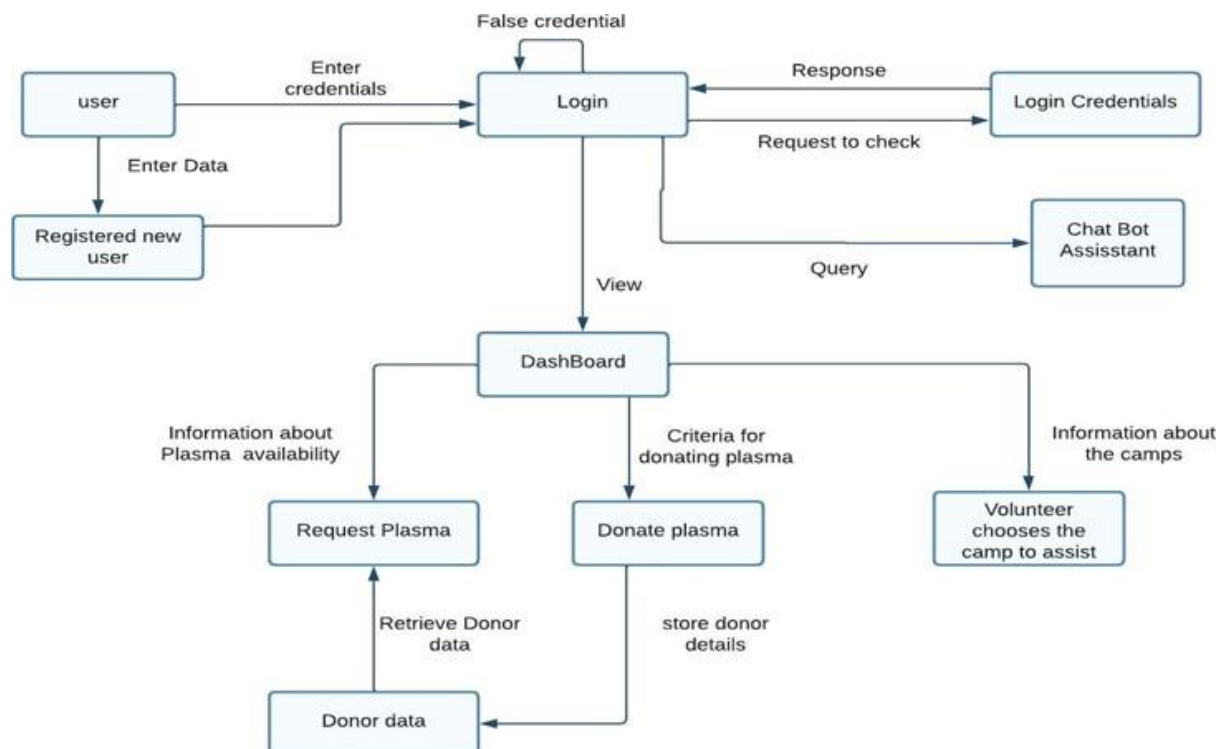 False credential
Enter
credentials
Response
user
Login
Login Credentials
Request to check
Enter Data
Registered new
user
Chat Bot
Assisstant
Query
View
DashBoard
Information about
Plasma availability
Criteria for
donating plasma
Information about
the camps
Request Plasma
Donate plasma
Volunteer
chooses the
camp to assist
Retrieve Donor
data
store donor
details
Donor data